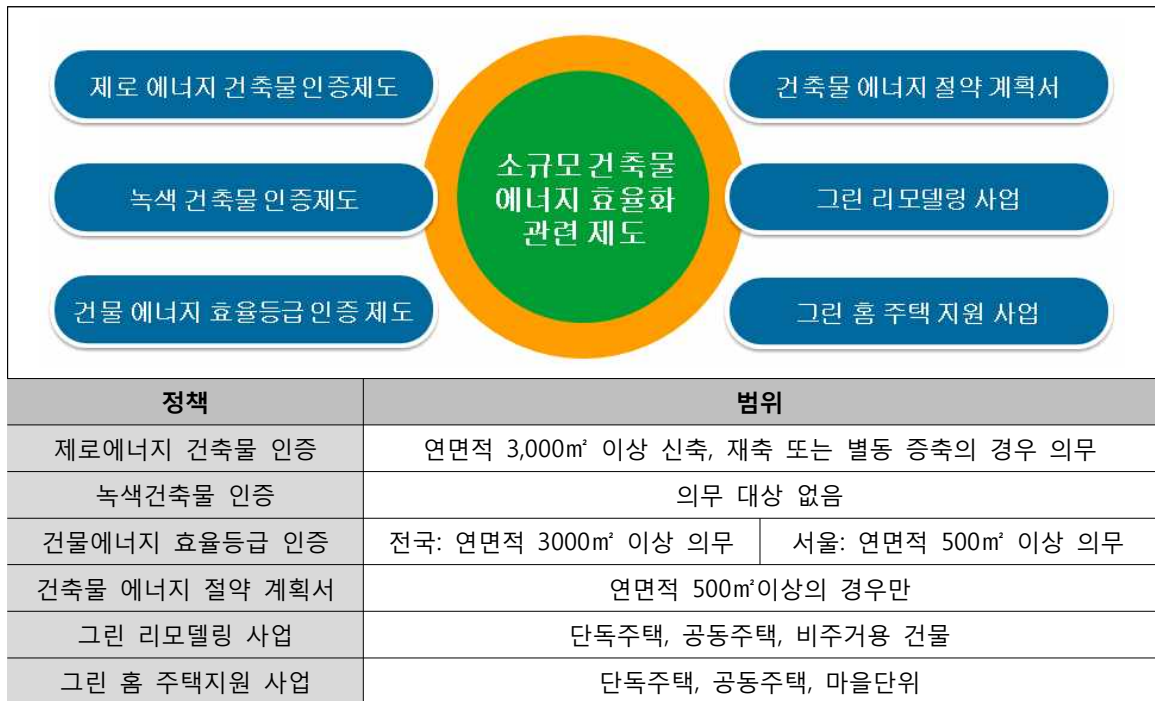 제로 에너지 건축물 인증제도
녹색 건축물 인증제도
건물 에너지 효율등급 인증 제도
소규모 건축물
에너지 효율화
관련 제도
건축물 에너지 절약 계획서
그린 리모델링 사업
그린 홈 주택 지원 사업
정책 범위
제로에너지 건축물 인증 연면적 3,000㎡ 이상 신축, 재축 또는 별동 증축의 경우 의무
녹색건축물 인증 의무 대상 없음
건물에너지 효율등급 인증 전국: 연면적 3000㎡ 이상 의무 서울: 연면적 500㎡ 이상 의무
건축물 에너지 절약 계획서 연면적 500㎡이상의 경우만
그린 리모델링 사업 단독주택, 공동주택, 비주거용 건물
그린 홈 주택지원 사업 단독주택, 공동주택, 마을단위